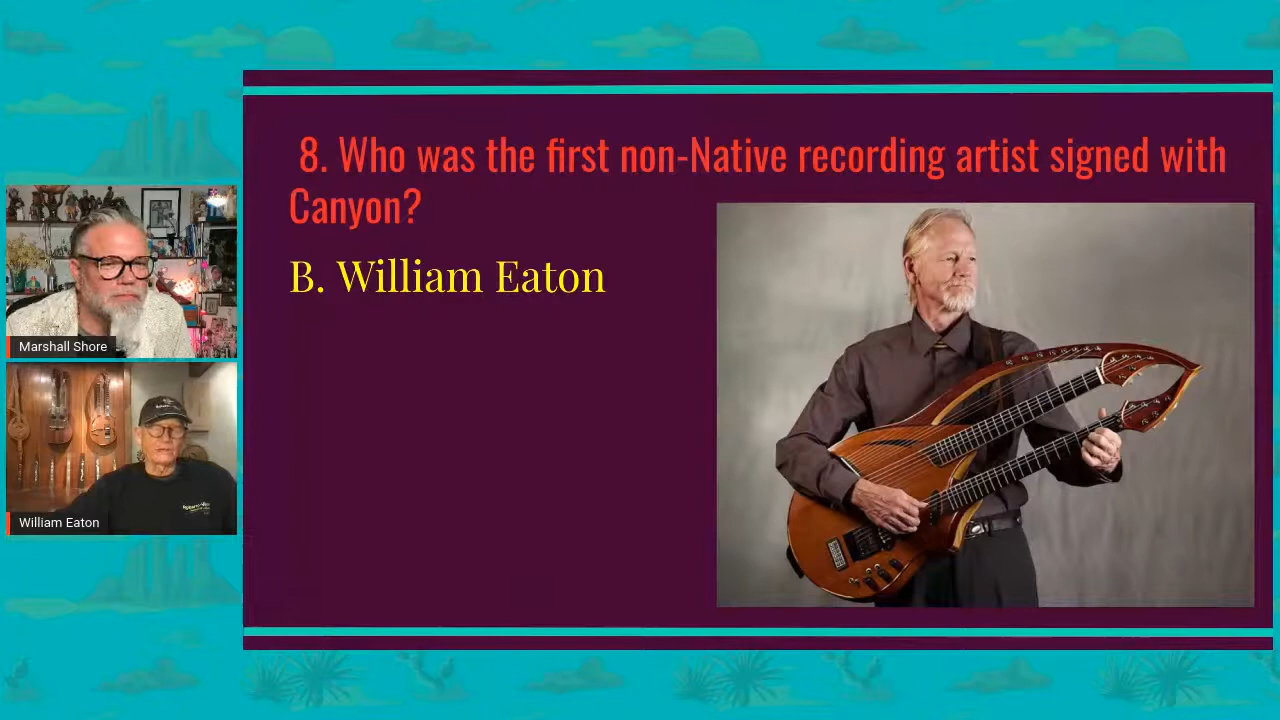 8. Who was the first non-Native recording artist signed with
Canyon?
B. William Eaton
Marshall Shore
William Eaton